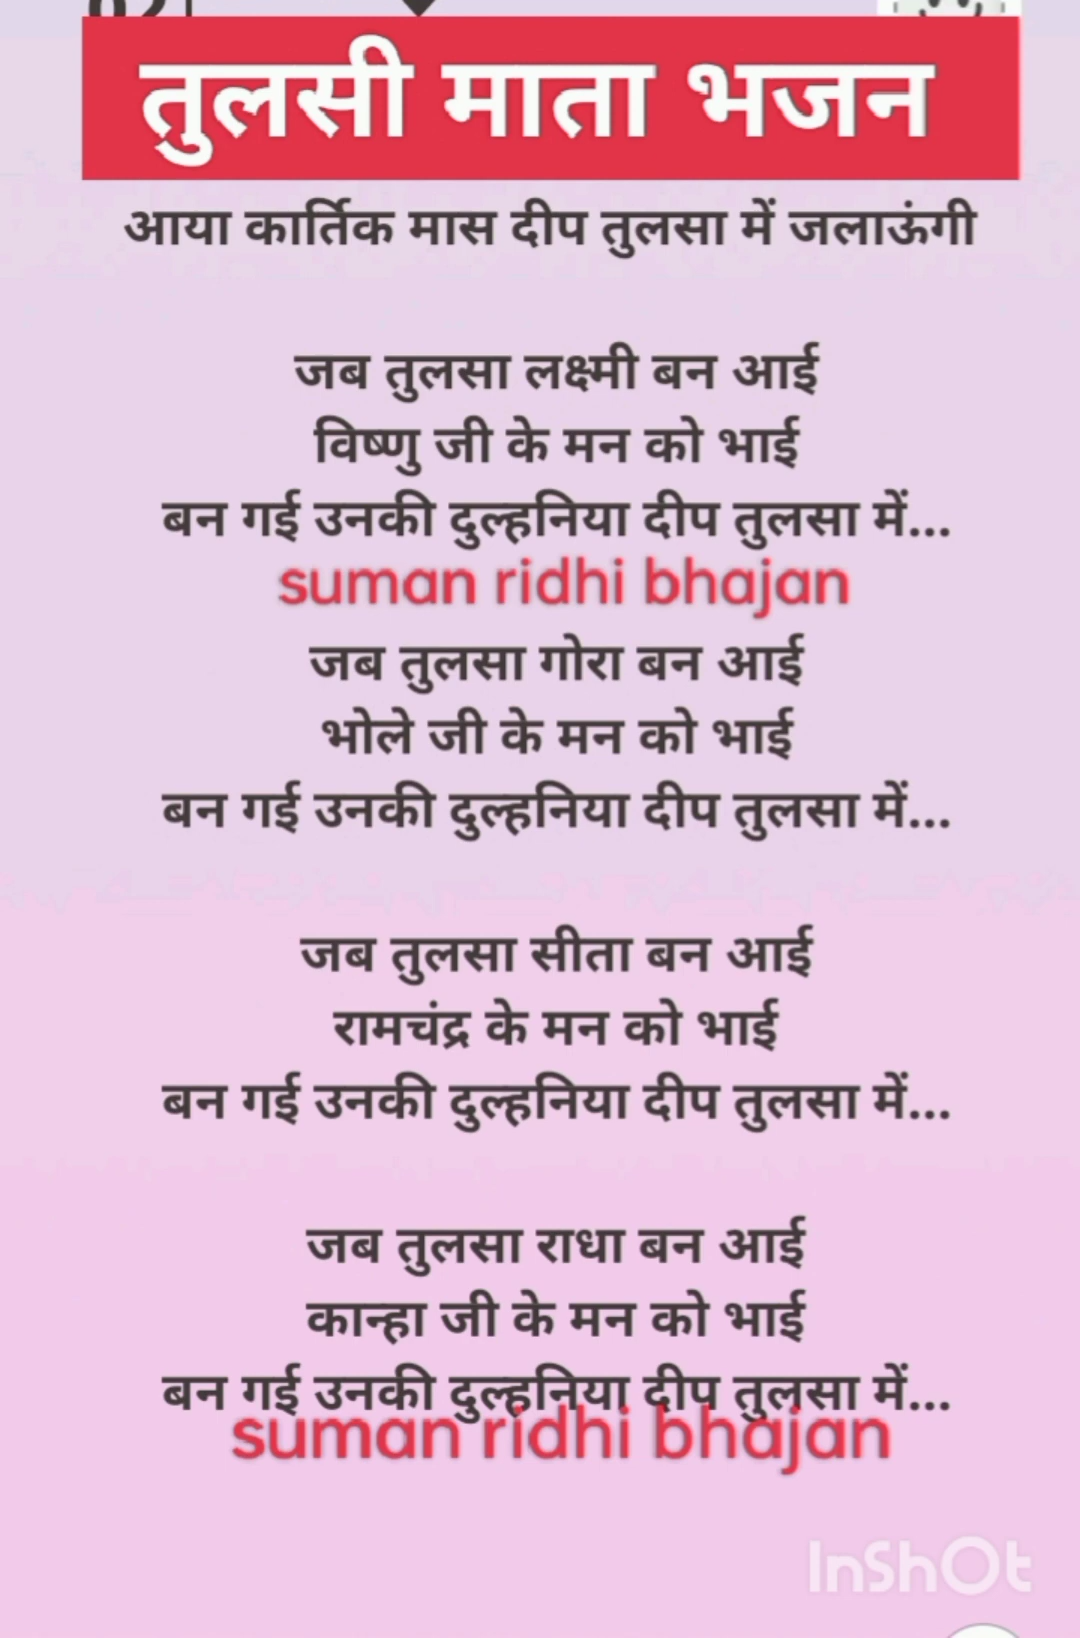 तुलसी माता भजन
आया कार्तिक मास दीप तुलसा में जलाऊंगी
जब तुलसा लक्ष्मी बन आई
विष्णु जी के मन को भाई
बन गई उनकी दुल्हनिया दीप तुलसा में...
suman ridhi bhajan
जब तुलसा गोरा बन आई
भोले जी के मन को भाई
बन गई उनकी दुल्हनिया दीप तुलसा में...
जब तुलसा सीता बन आई
रामचंद्र के मन को भाई
बन गई उनकी दुल्हनिया दीप तुलसा में...
जब तुलसा राधा बन आई
कान्हा जी के मन को भाई
बन गई उनकी दुल्हनिया दीप तुलसा में...
suman ridhi bhajan
InShOt